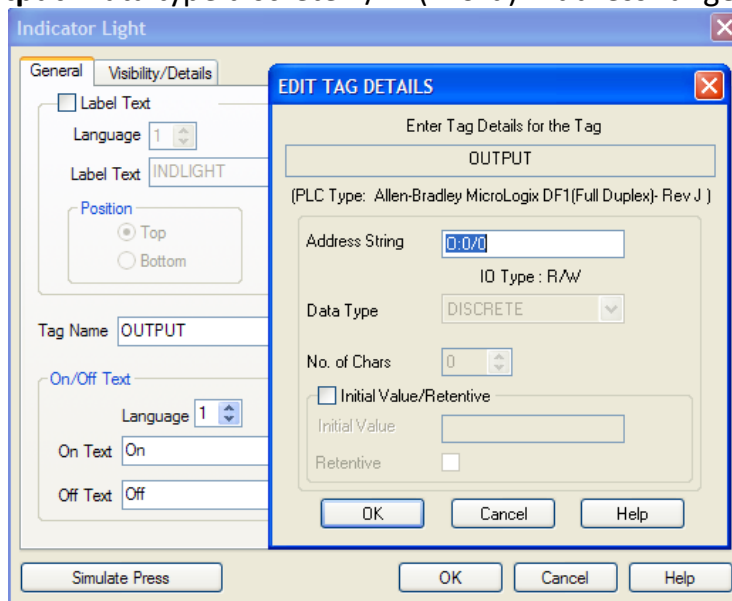 Indicator Light
General Visibility/Details
Label Text
Language 1
Label Text INDLIGHT
Position
Top
Bottom
Tag Name OUTPUT
On/Off Text
Language 1
On Text On
Off Text Off
Simulate Press OK Cancel Help
EDIT TAG DETAILS
Enter Tag Details for the Tag
OUTPUT
(PLC Type: Allen-Bradley MicroLogix DF1(Full Duplex)- Rev J )
Address String O:0/0
IO Type : R/W
Data Type DISCRETE
No. of Chars 0
Initial Value/Retentive
Initial Value
Retentive
OK Cancel Help